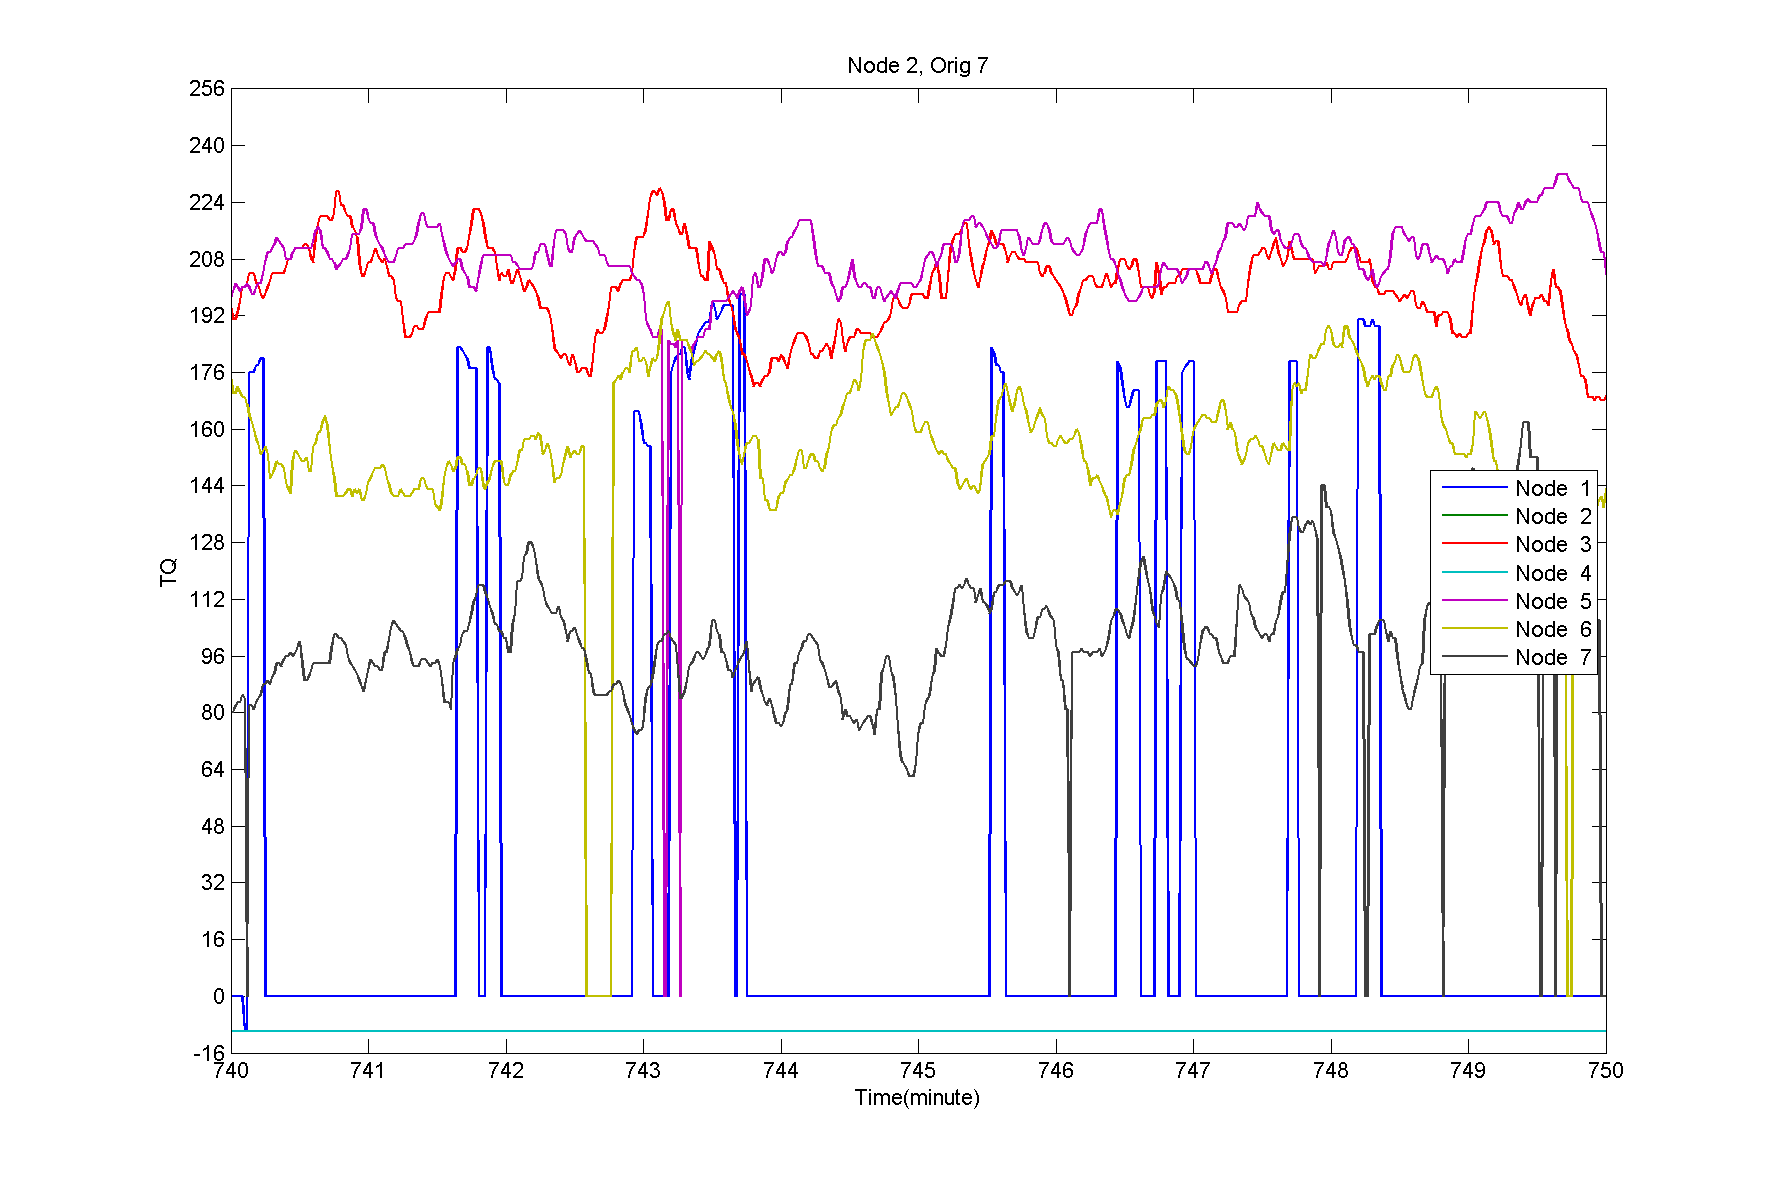 Node 2, Orig 7
256
240
224
208
192
176
160
144
128
112
96
80
64
48
32
16
0
-16
TQ
740 741 742 743 744 745 746 747 748 749 750
Time(minute)
Node 1
Node 2
Node 3
Node 4
Node 5
Node 6
Node 7